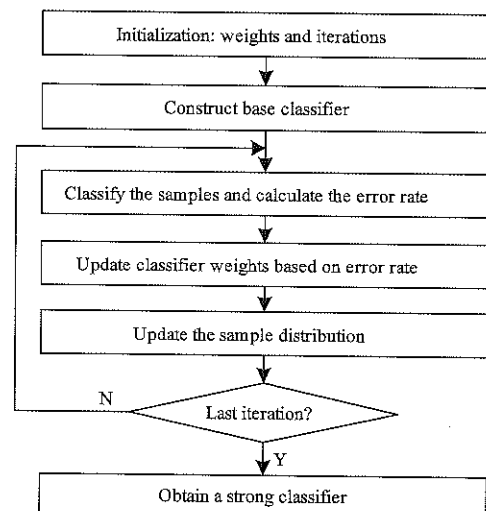 Initialization: weights and iterations
Construct base classifier
Classify the samples and calculate the error rate
Update classifier weights based on error rate
Update the sample distribution
N
Last iteration?
Y
Obtain a strong classifier